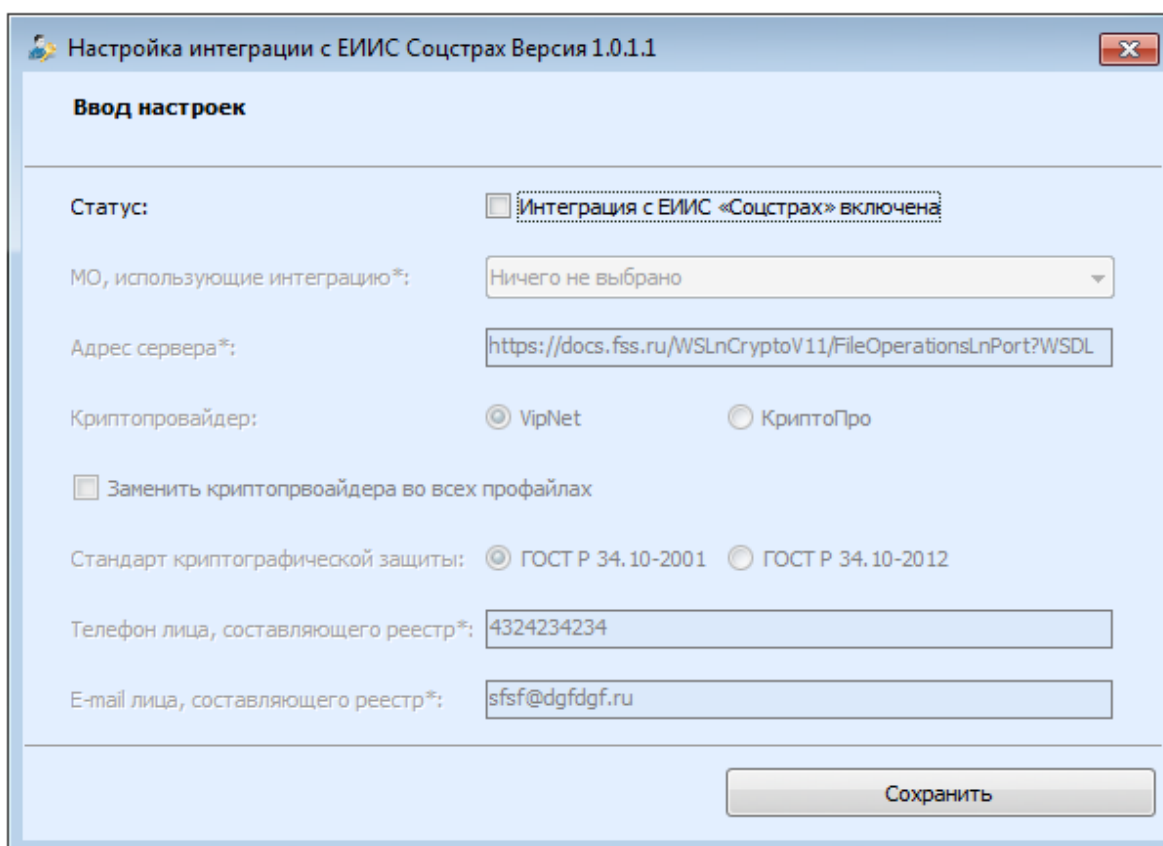 Настройка интеграции с ЕИИС Соцстрах Версия 1.0.1.1
Ввод настроек
Статус: Интеграция с ЕИИС «Соцстрах» включена
МО, использующие интеграцию*: Ничего не выбрано
Адрес сервера*: https://docs.fss.ru/WSLnCryptoV11/FileOperationsLnPort?WSDL
Криптопровайдер: VipNet КриптоПро
Заменить криптопрвоайдера во всех профайлах
Стандарт криптографической защиты: ГОСТ Р 34.10-2001 ГОСТ Р 34.10-2012
Телефон лица, составляющего реестр*: 4324234234
E-mail лица, составляющего реестр*: sfsf@dgfdgf.ru
Сохранить